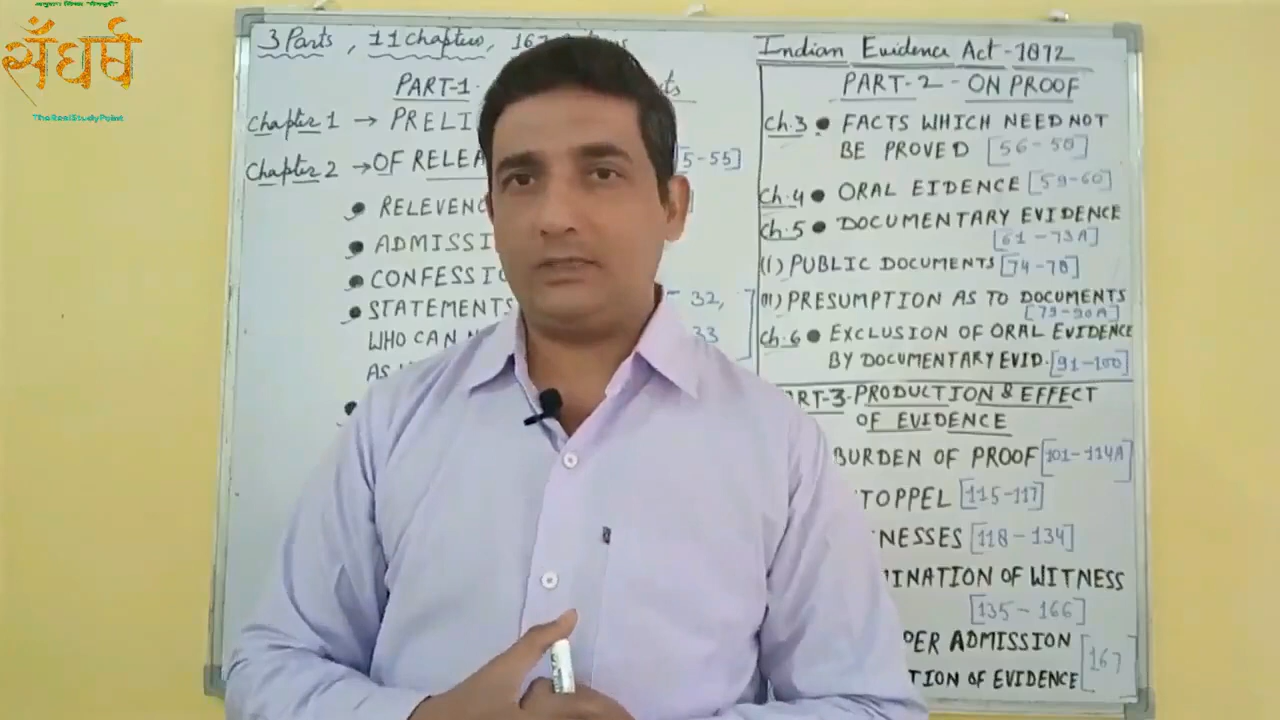 संघर्ष
TheRealStudyPoint
3 Parts, 11 Chapters, 167
PART-1.
Chapter 1 → PRELI
Chapter 2 → OF RELEA
5-55]
RELEVENC
ADMISSI
CONFESSIO
STATEMENTS
32,
WHO CAN N
33
AS
Indian Evidence Act-1872
PART-2 - ON PROOF
Ch.3 • FACTS WHICH NEED NOT
BE PROVED [56-58]
Ch.4 • ORAL EIDENCE [59-60]
Ch.5 • DOCUMENTARY EVIDENCE
[61-73A]
(I) PUBLIC DOCUMENTS [74-78]
(II) PRESUMPTION AS TO DOCUMENTS
[79-90A]
Ch.6 • EXCLUSION OF ORAL EVIDENCE
BY DOCUMENTARY EVID. [91-100]
ART-3-PRODUCTION & EFFECT
OF EVIDENCE
BURDEN OF PROOF [101-114A]
TOPPEL [115-117]
NESSES [118-134]
INATION OF WITNESS
[135-166]
PER ADMISSION
[167]
TION OF EVIDENCE